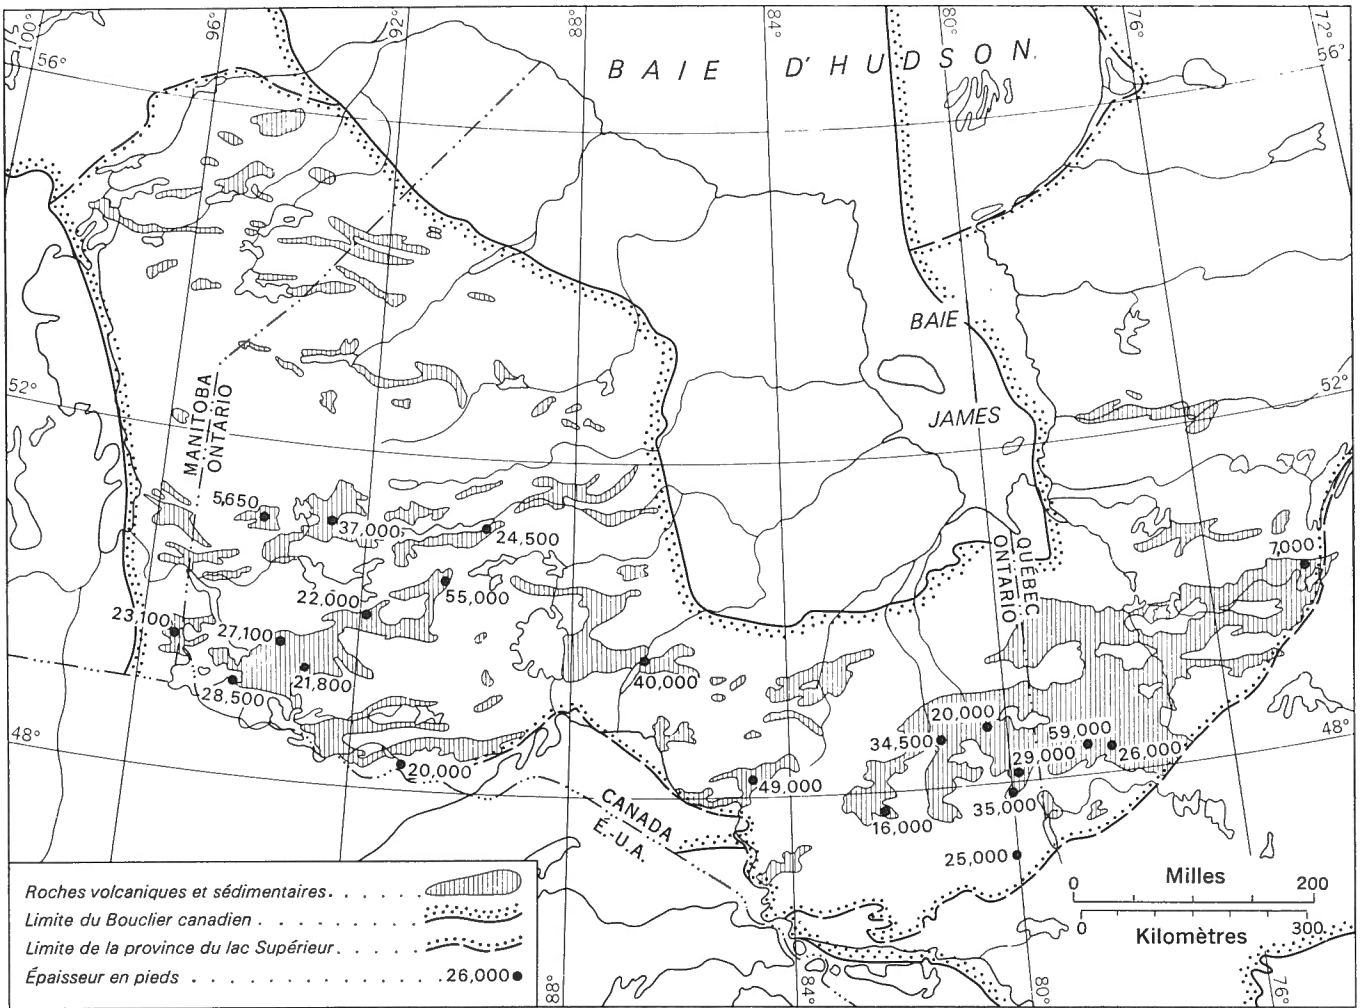 100°
96°
92°
88°
84°
80°
76°
72°
56°
56°
BAIE D'HUDSON
BAIE
JAMES
52°
52°
MANITOBA
ONTARIO
5,650
37,000
24,500
7,000
QUÉBEC
ONTARIO
55,000
22,000
23,100
27,100
21,800
28,500
40,000
48°
48°
20,000
59,000
34,500
29,000
26,000
20,000
49,000
35,000
16,000
CANADA
É.-U.A.
25,000
Roches volcaniques et sédimentaires. . . . . . .
Limite du Bouclier canadien . . . . . . . . . .
Limite de la province du lac Supérieur. . . . . .
Épaisseur en pieds . . . . . . . . . . . . . . .26,000
Milles
0 200
0 300
Kilomètres
88°
84°
80°
76°